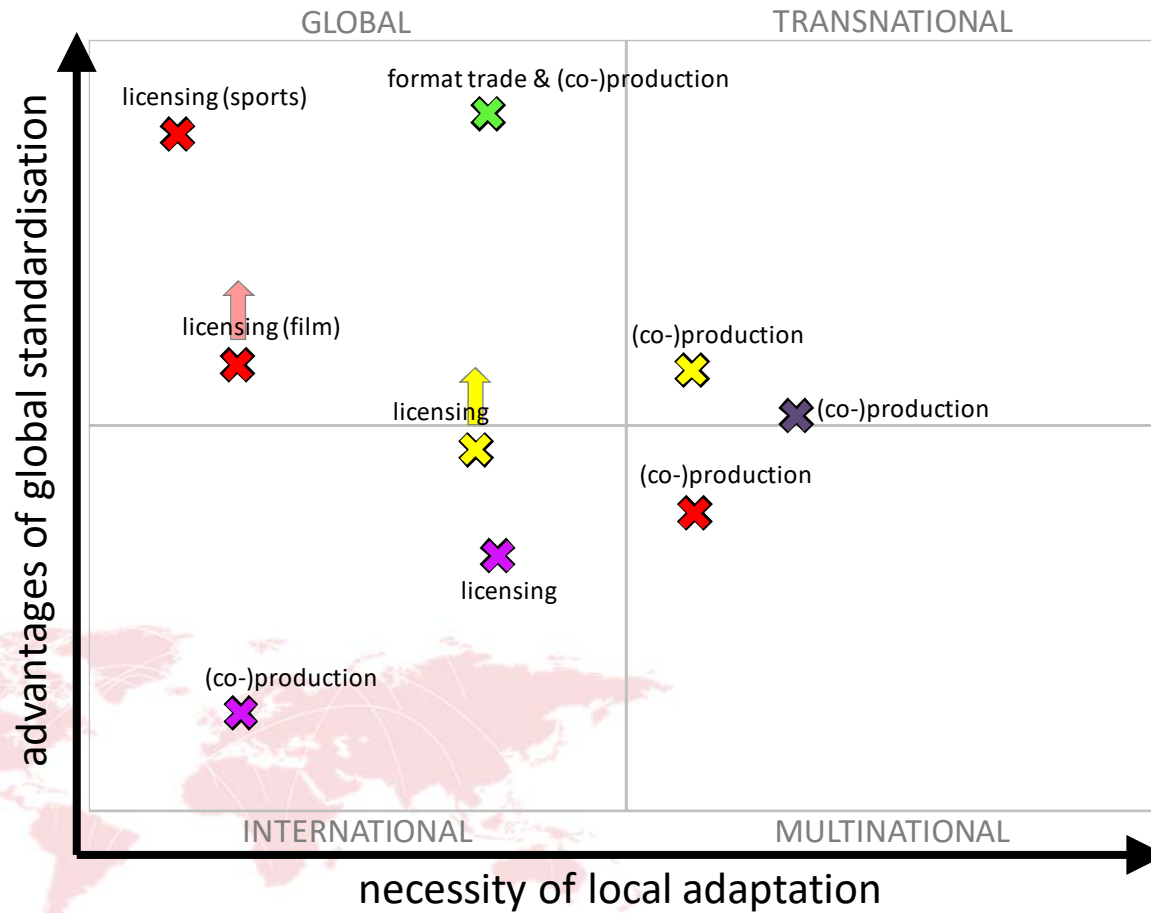 GLOBAL
TRANSNATIONAL
format trade & (co-)production
licensing (sports)
licensing (film)
(co-)production
licensing
(co-)production
(co-)production
licensing
(co-)production
INTERNATIONAL
MULTINATIONAL
advantages of global standardisation
necessity of local adaptation